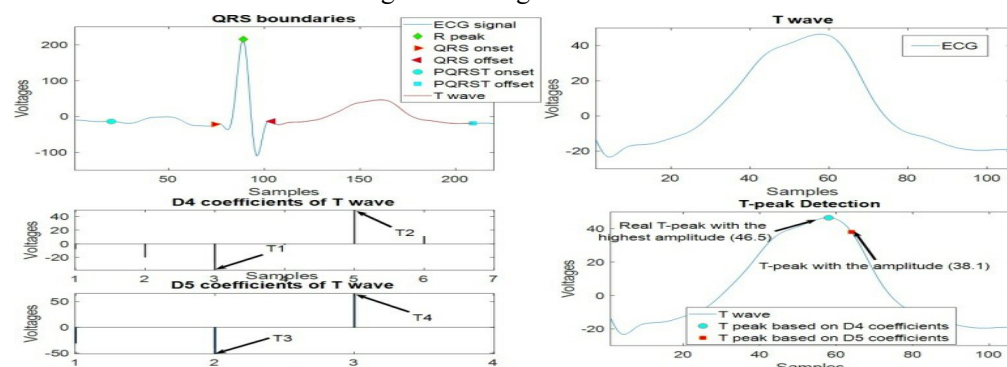 QRS boundaries
ECG signal
R peak
QRS onset
QRS offset
PQRST onset
PQRST offset
T wave
Voltages
200
100
0
-100
50
100
150
200
Samples
T wave
ECG
Voltages
40
20
0
-20
20
40
60
80
100
Samples
D4 coefficients of T wave
Voltages
40
20
0
-20
T1
T2
1
2
3
4
5
6
7
Samples
D5 coefficients of T wave
Voltages
50
0
-50
T3
T4
1
2
3
4
Samples
T-peak Detection
Voltages
40
20
0
-20
Real T-peak with the
highest amplitude (46.5)
T-peak with the amplitude (38.1)
T wave
T peak based on D4 coefficients
T peak based on D5 coefficients
20
40
60
80
100
Samples